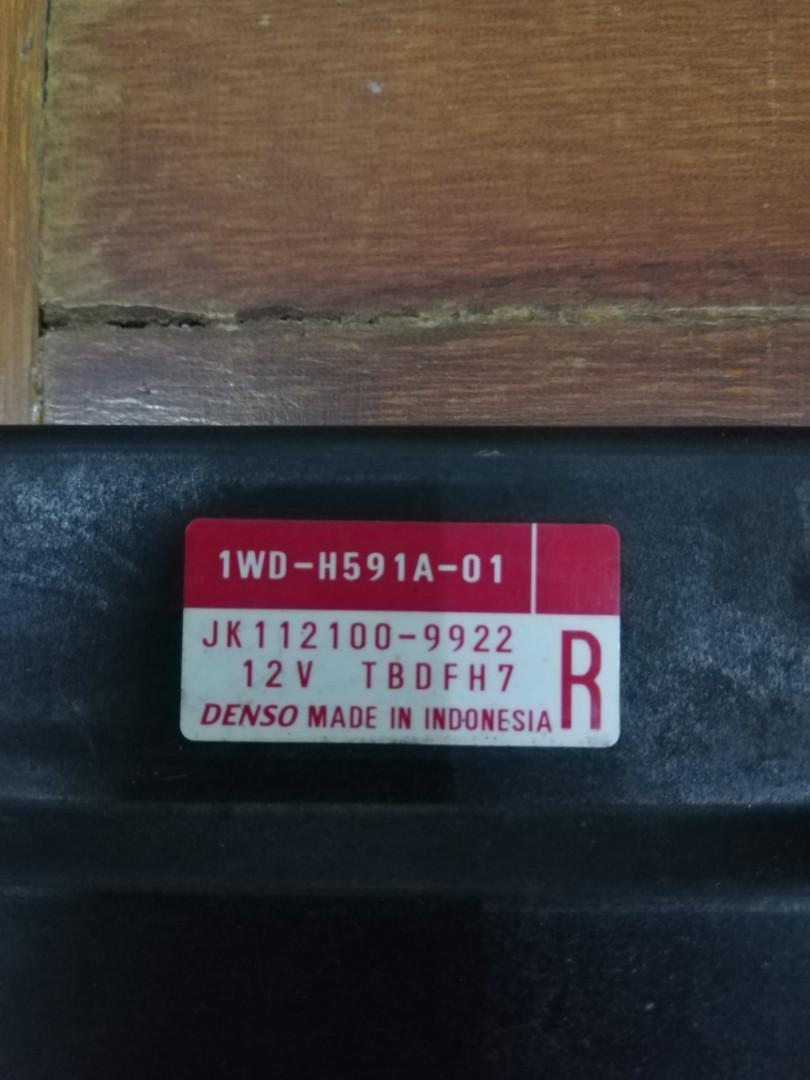 1WD-H591A-01
JK112100-9922
12V TBDFH7
R
DENSO MADE IN INDONESIA